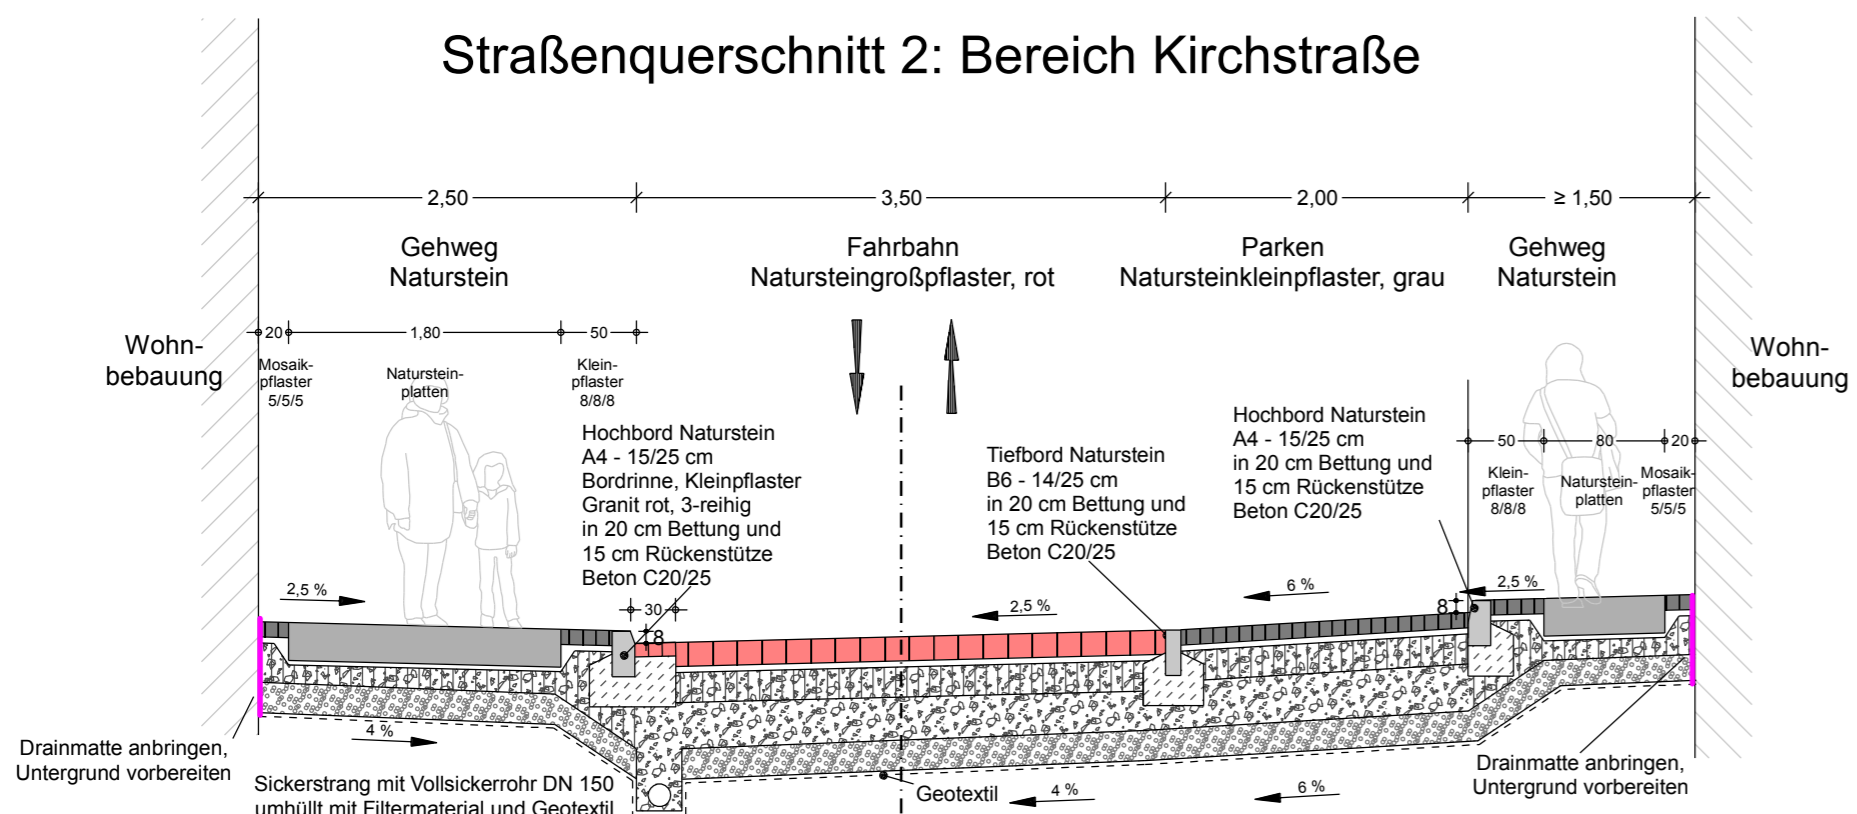 Straßenquerschnitt 2: Bereich Kirchstraße
2,50
3,50
2,00
≥ 1,50
Gehweg
Naturstein
Fahrbahn
Natursteingroßpflaster, rot
Parken
Natursteinkleinpflaster, grau
Gehweg
Naturstein
Wohn-
bebauung
20
1,80
50
Mosaik-
pflaster
5/5/5
Naturstein-
platten
Klein-
pflaster
8/8/8
Hochbord Naturstein
A4 - 15/25 cm
Bordrinne, Kleinpflaster
Granit rot, 3-reihig
in 20 cm Bettung und
15 cm Rückenstütze
Beton C20/25
Tiefbord Naturstein
B6 - 14/25 cm
in 20 cm Bettung und
15 cm Rückenstütze
Beton C20/25
Hochbord Naturstein
A4 - 15/25 cm
in 20 cm Bettung und
15 cm Rückenstütze
Beton C20/25
50
80
20
Klein-
pflaster
8/8/8
Naturstein-
platten
Mosaik-
pflaster
5/5/5
Wohn-
bebauung
2,5 %
30
8
2,5 %
6 %
8
2,5 %
4 %
Drainmatte anbringen,
Untergrund vorbereiten
Sickerstrang mit Vollsickerrohr DN 150
umhüllt mit Filtermaterial und Geotextil
Geotextil
4 %
6 %
Drainmatte anbringen,
Untergrund vorbereiten